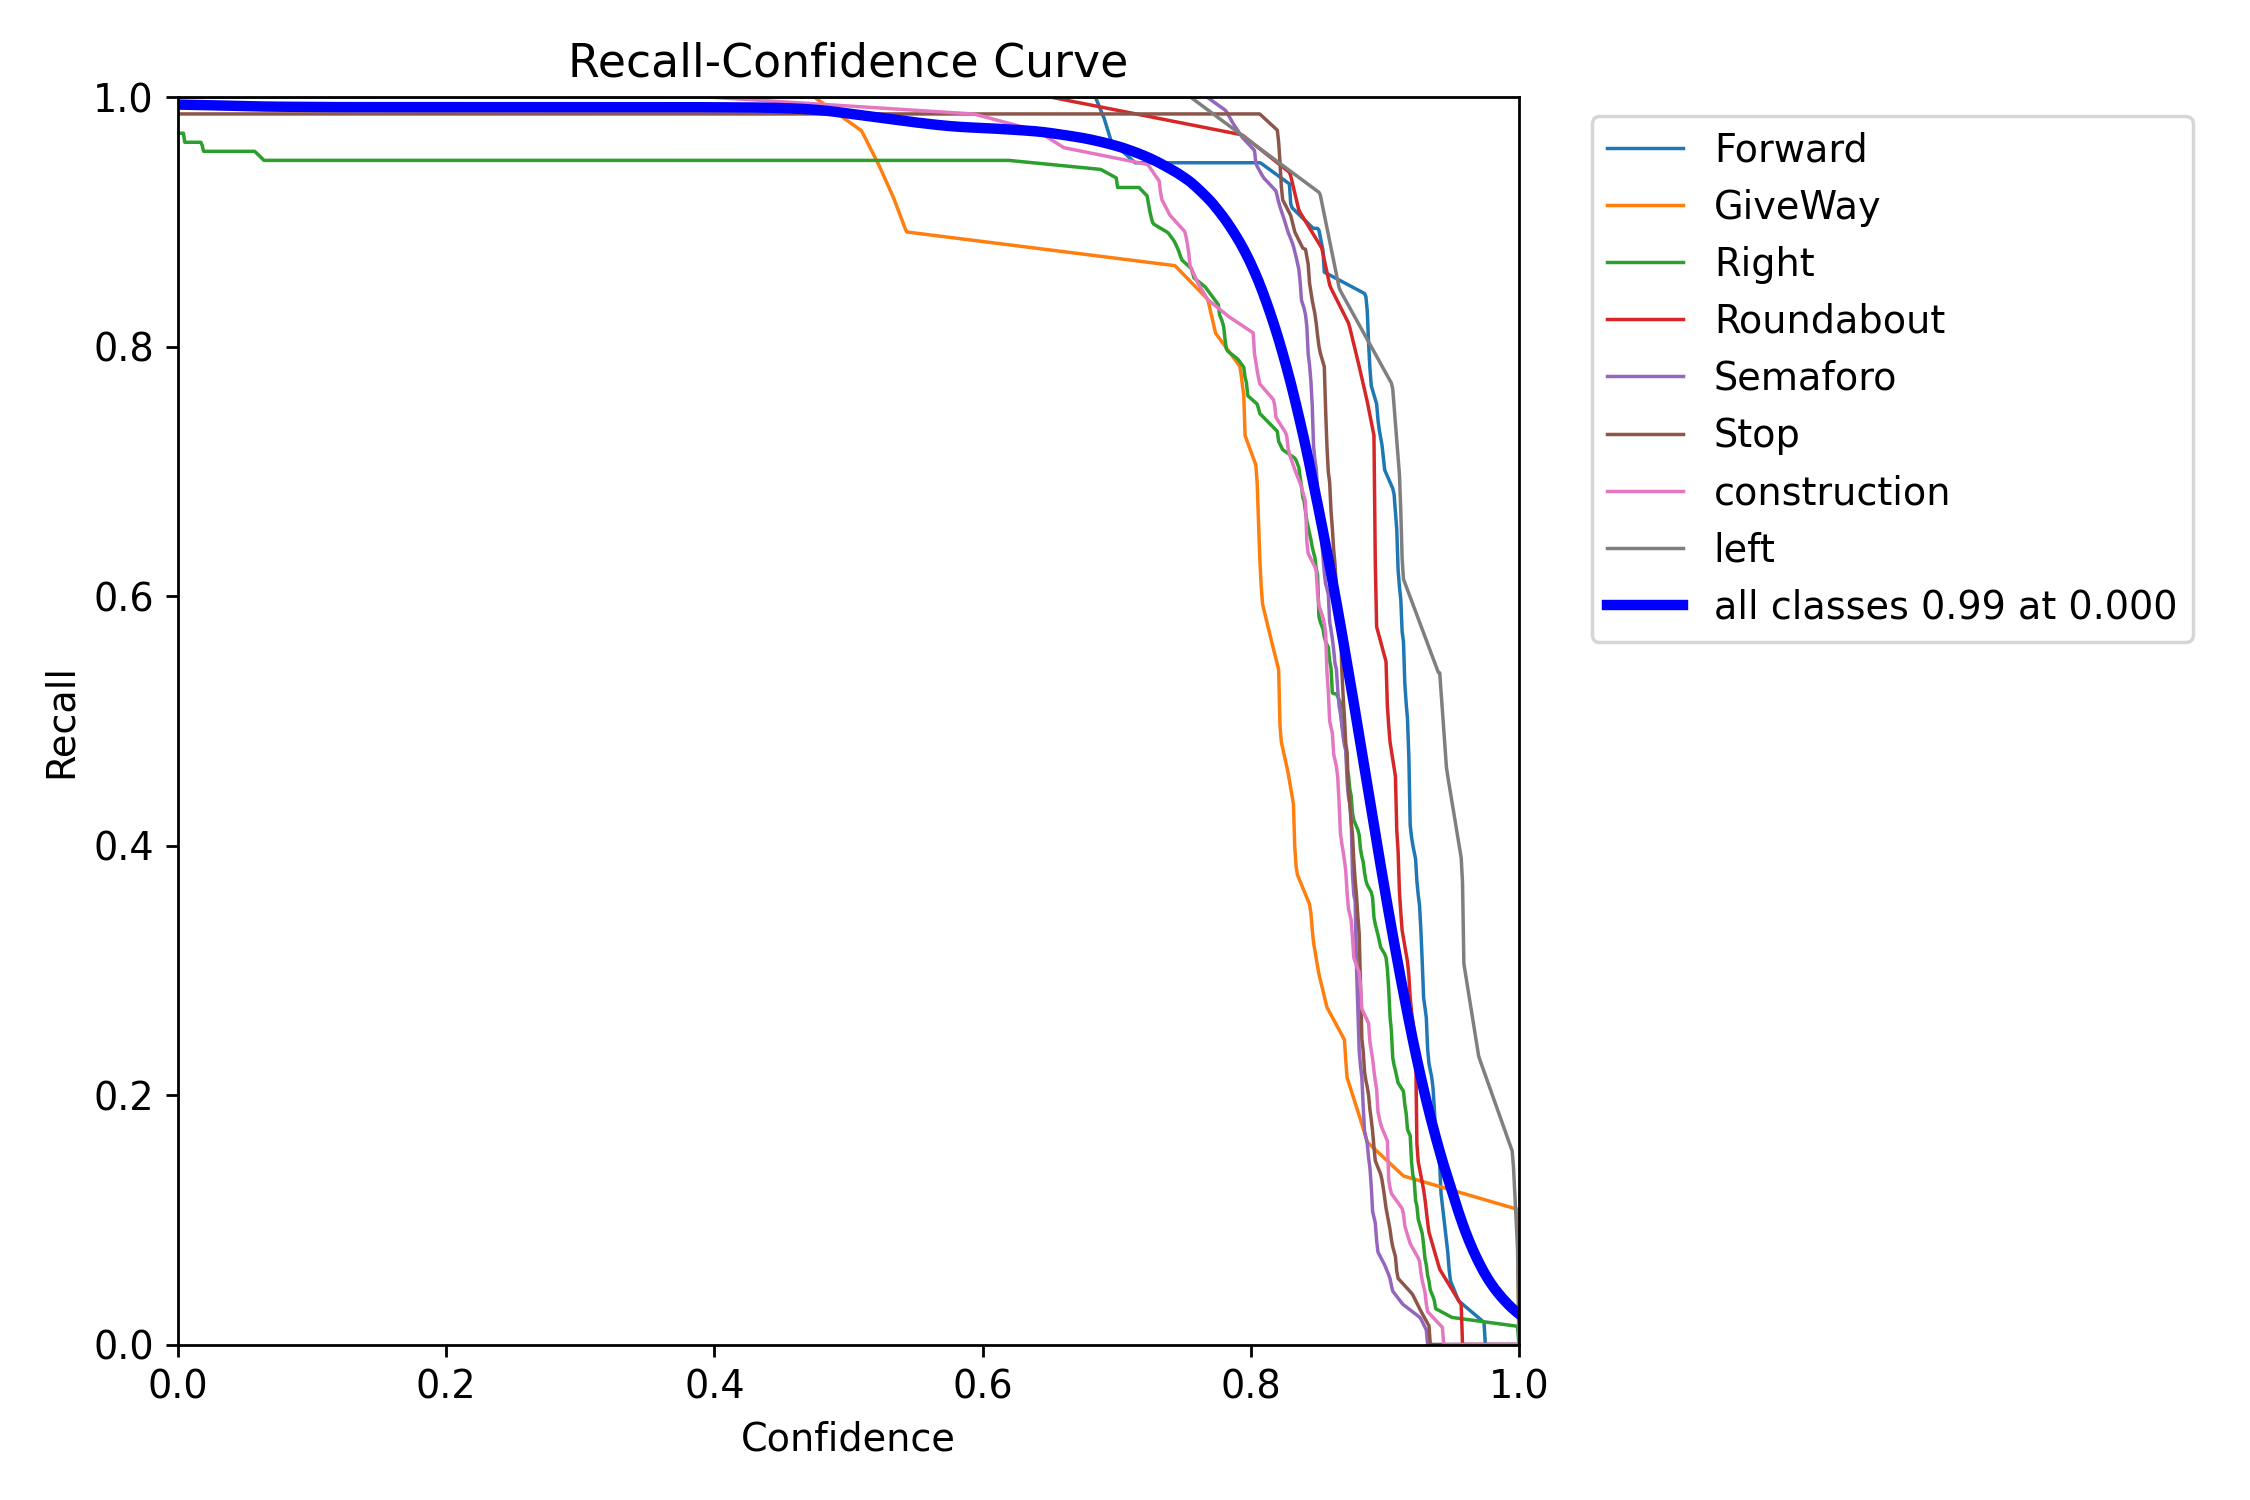 Recall-Confidence Curve
1.0
0.8
0.6
0.4
0.2
0.0
Recall
0.0 0.2 0.4 0.6 0.8 1.0
Confidence
Forward
GiveWay
Right
Roundabout
Semaforo
Stop
construction
left
all classes 0.99 at 0.000